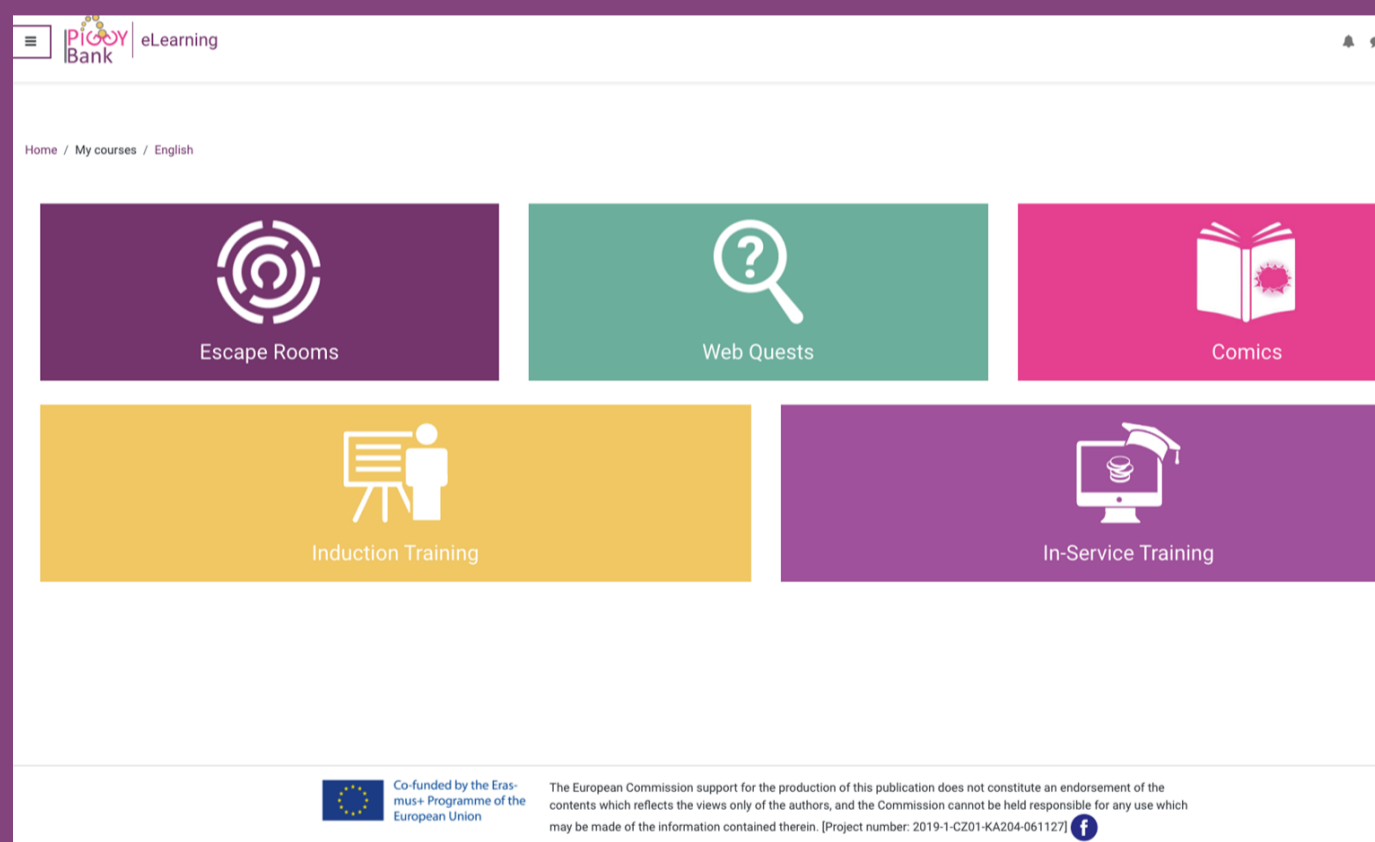 PiGGY
Bank
eLearning
Home / My courses / English
Escape Rooms
?
Web Quests
Comics
Induction Training
In-Service Training
Co-funded by the Eras-
mus+ Programme of the
European Union
The European Commission support for the production of this publication does not constitute an endorsement of the
contents which reflects the views only of the authors, and the Commission cannot be held responsible for any use which
may be made of the information contained therein. [Project number: 2019-1-CZ01-KA204-061127]
f